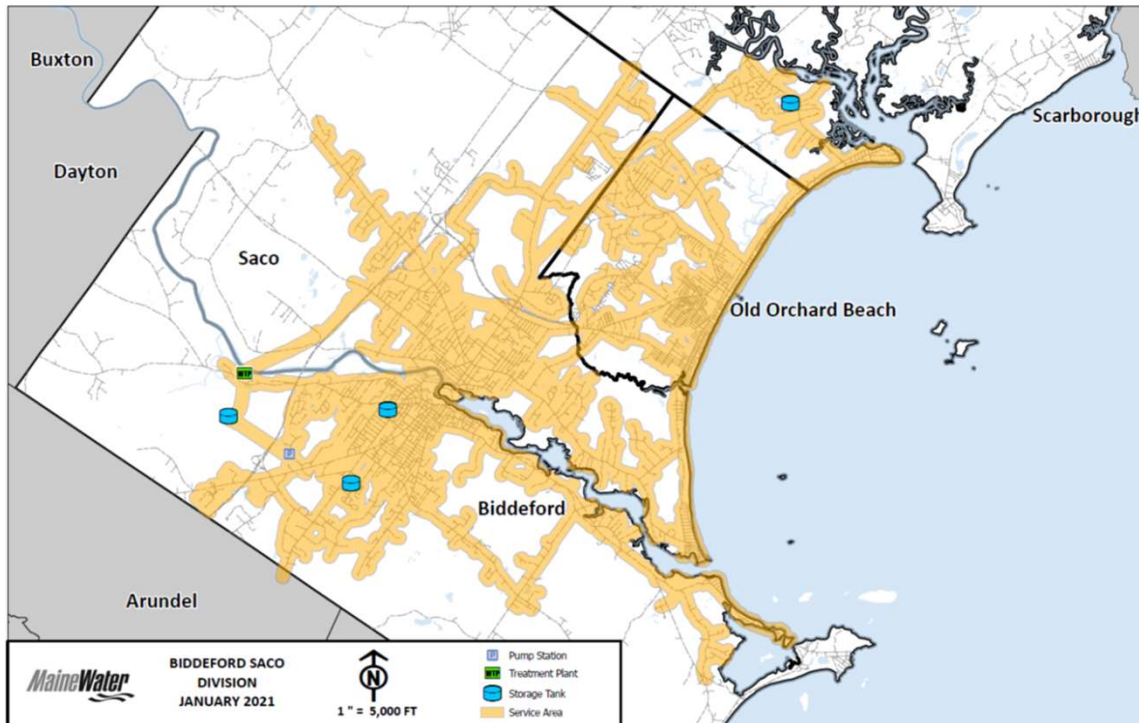 Buxton
Scarborough
Dayton
Saco
Old Orchard Beach
WTP
P
Biddeford
Arundel
MaineWater
BIDDEFORD SACO
DIVISION
JANUARY 2021
N
1 " = 5,000 FT
P Pump Station
WTP Treatment Plant
Storage Tank
Service Area